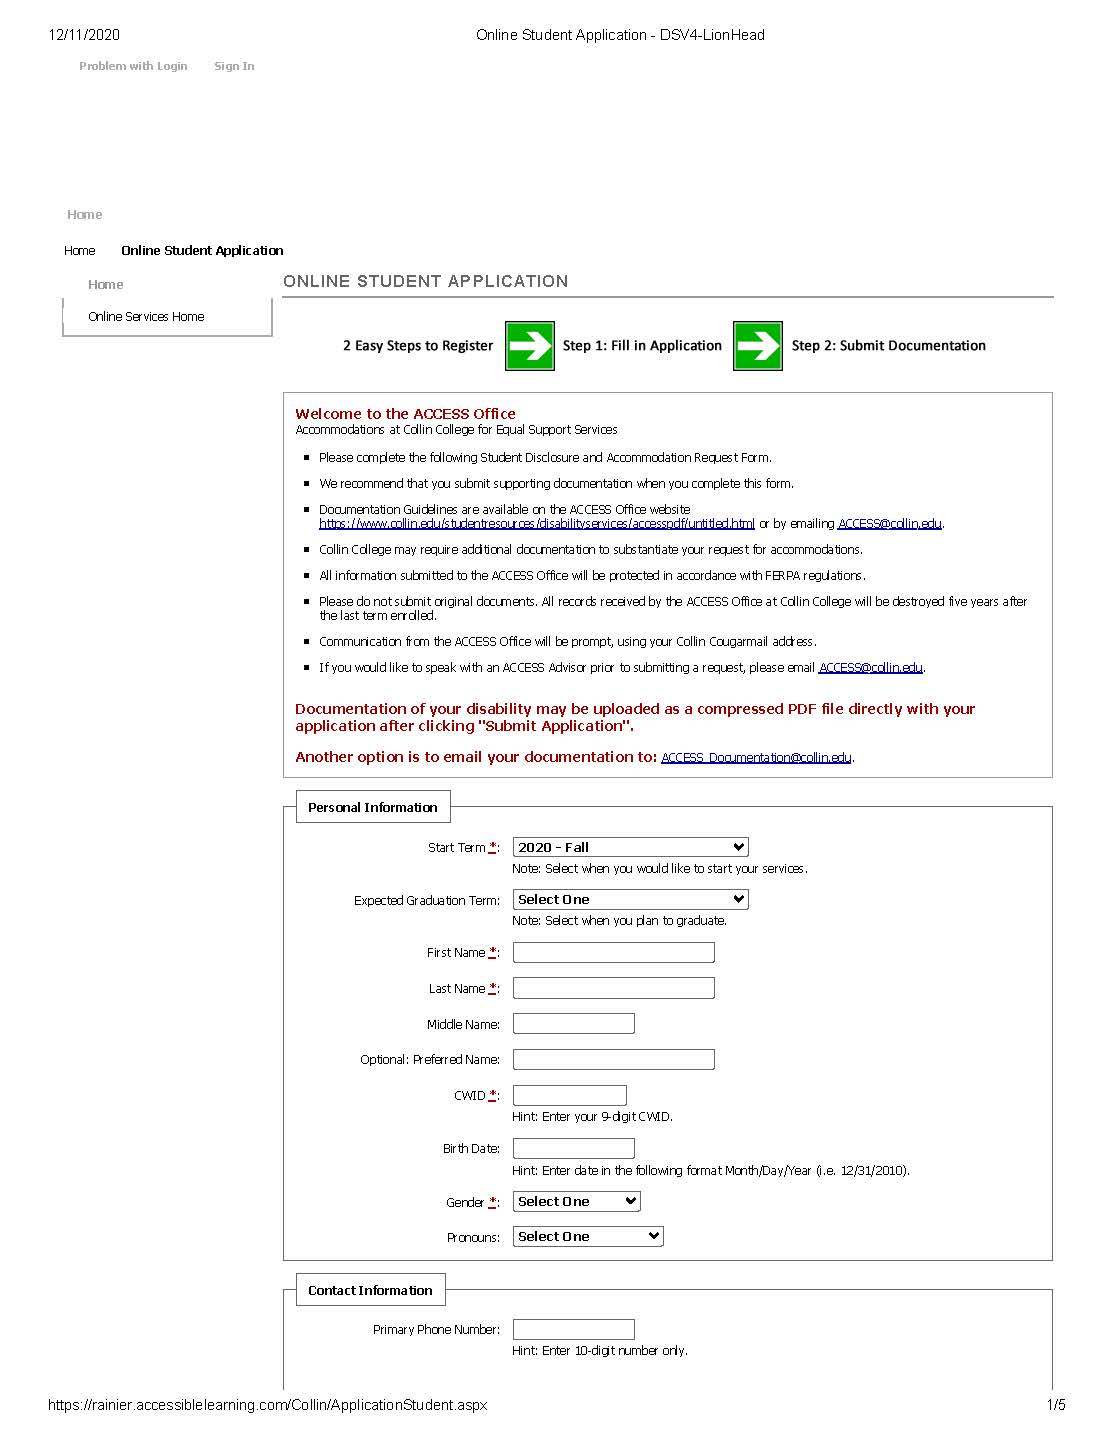 12/11/2020 Online Student Application - DSV4-LionHead
Problem with Login Sign In
Home
Home Online Student Application
Home
Online Services Home
ONLINE STUDENT APPLICATION
2 Easy Steps to Register Step 1: Fill in Application Step 2: Submit Documentation
Welcome to the ACCESS Office
Accommodations at Collin College for Equal Support Services
Please complete the following Student Disclosure and Accommodation Request Form.
We recommend that you submit supporting documentation when you complete this form.
Documentation Guidelines are available on the ACCESS Office website
https://www.collin.edu/studentresources/disabilityservices/accesspdf/untitled.html or by emailing ACCESS@collin.edu.
Collin College may require additional documentation to substantiate your request for accommodations.
All information submitted to the ACCESS Office will be protected in accordance with FERPA regulations.
Please do not submit original documents. All records received by the ACCESS Office at Collin College will be destroyed five years after
the last term enrolled.
Communication from the ACCESS Office will be prompt, using your Collin Cougarmail address.
If you would like to speak with an ACCESS Advisor prior to submitting a request, please email ACCESS@collin.edu.
Documentation of your disability may be uploaded as a compressed PDF file directly with your
application after clicking "Submit Application".
Another option is to email your documentation to: ACCESS_Documentation@collin.edu.
Personal Information
Start Term *: 2020 - Fall
Note: Select when you would like to start your services.
Expected Graduation Term: Select One
Note: Select when you plan to graduate.
First Name *:
Last Name *:
Middle Name:
Optional: Preferred Name:
CWID *:
Hint: Enter your 9-digit CWID.
Birth Date:
Hint: Enter date in the following format Month/Day/Year (i.e. 12/31/2010).
Gender *: Select One
Pronouns: Select One
Contact Information
Primary Phone Number:
Hint: Enter 10-digit number only.
https://rainier.accessiblelearning.com/Collin/ApplicationStudent.aspx 1/5